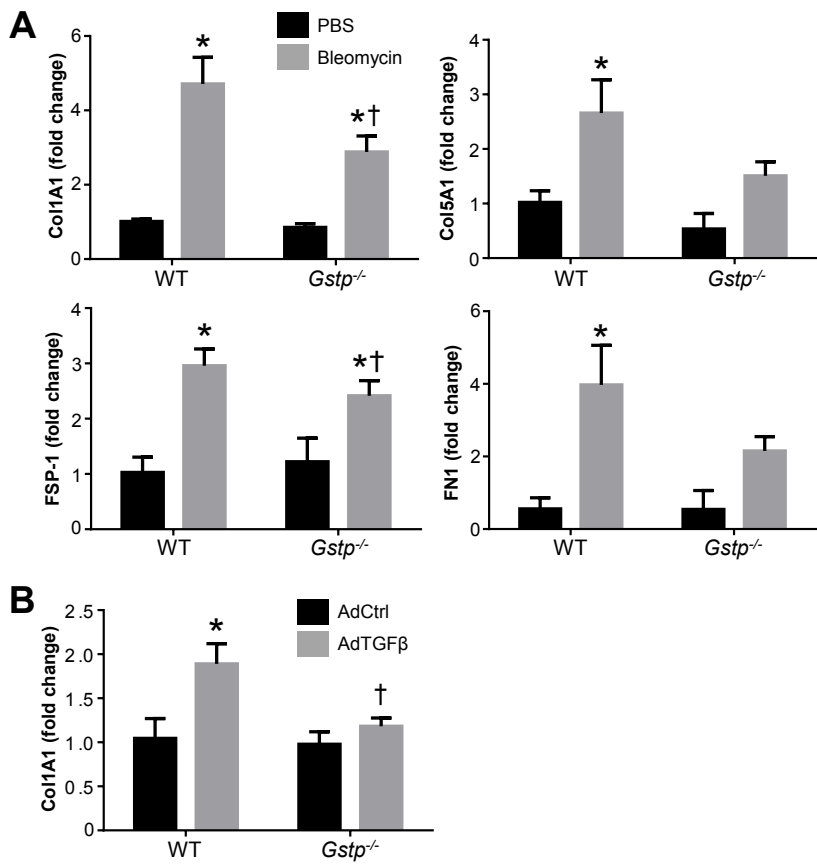 A
PBS
Bleomycin
Col1A1 (fold change)
6
4
2
0
*
*†
WT
Gstp-/-
Col5A1 (fold change)
4
3
2
1
0
*
WT
Gstp-/-
FSP-1 (fold change)
4
3
2
1
0
*
*†
WT
Gstp-/-
FN1 (fold change)
6
4
2
0
*
WT
Gstp-/-
B
AdCtrl
AdTGFβ
Col1A1 (fold change)
2.5
2.0
1.5
1.0
0.5
0
*
†
WT
Gstp-/-